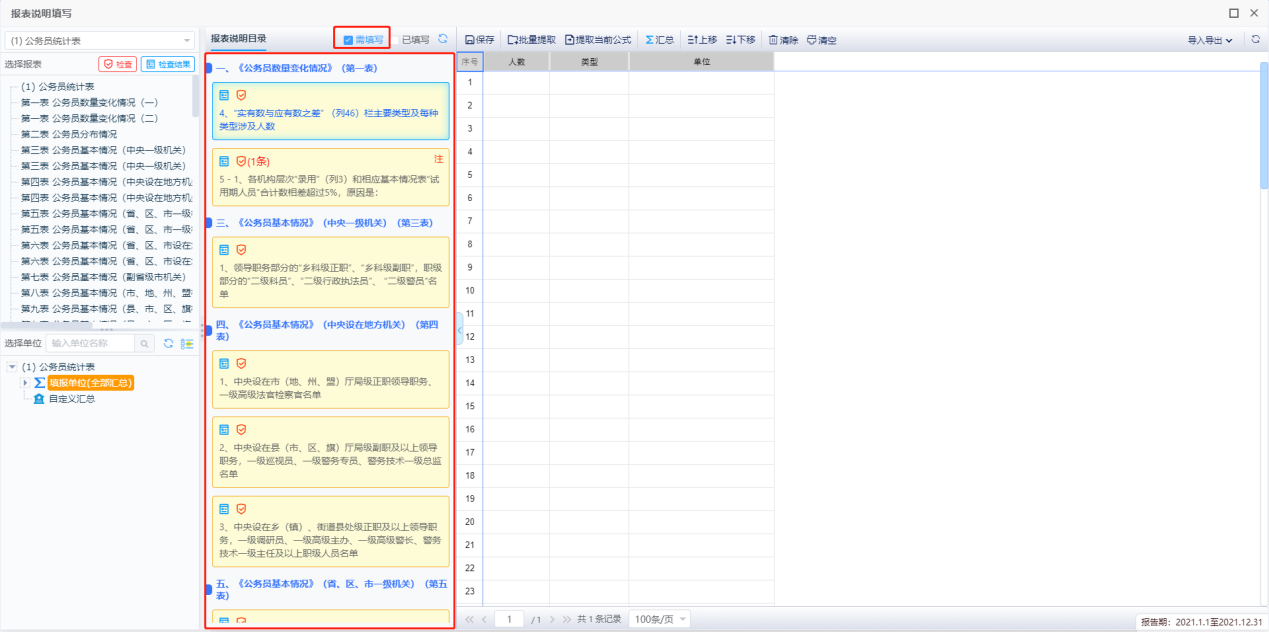 报表说明填写
(1) 公务员统计表
选择报表 检查 检查结果
(1) 公务员统计表
第一表 公务员数量变化情况（一）
第一表 公务员数量变化情况（二）
第二表 公务员分布情况
第三表 公务员基本情况（中央一级机关）
第三表 公务员基本情况（中央一级机关）
第四表 公务员基本情况（中央设在地方机
第四表 公务员基本情况（中央设在地方机
第五表 公务员基本情况（省、区、市一级
第五表 公务员基本情况（省、区、市一级
第六表 公务员基本情况（省、区、市设在
第六表 公务员基本情况（省、区、市设在
第七表 公务员基本情况（副省级市机关）
第八表 公务员基本情况（市、地、州、盟
第九表 公务员基本情况（县、市、区、旗
选择单位 输入单位名称
(1) 公务员统计表
填报单位(全部汇总)
自定义汇总
报表说明目录 需填写 已填写
一、《公务员数量变化情况》（第一表）
4、“实有数与应有数之差”（列46）栏主要类型及每种
类型涉及人数
(1条) 注
5 - 1、各机构层次“录用”（列3）和相应基本情况表“试
用期人员”合计数相差超过5%，原因是：
三、《公务员基本情况》（中央一级机关）（第三表）
1、领导职务部分的“乡科级正职”、“乡科级副职”，职级
部分的“二级科员”、“二级行政执法员”、“二级警员”名
单
四、《公务员基本情况》（中央设在地方机关）（第四
表）
1、中央设在市（地、州、盟）厅局级正职领导职务、
一级高级法官检察官名单
2、中央设在县（市、区、旗）厅局级副职及以上领导
职务，一级巡视员、一级警务专员、警务技术一级总监
名单
3、中央设在乡（镇）、街道县处级正职及以上领导职
务，一级调研员、一级高级主办、一级高级警长、警务
技术一级主任及以上职级人员名单
五、《公务员基本情况》（省、区、市一级机关）（第五
表）
保存 批量提取 提取当前公式 汇总 上移 下移 清除 清空 导入导出
序号 人数 类型 单位
1
2
3
4
5
6
7
8
9
10
11
12
13
14
15
16
17
18
19
20
21
22
23
1 / 1 共 1 条记录 100条/页
报告期：2021.1.1至2021.12.31